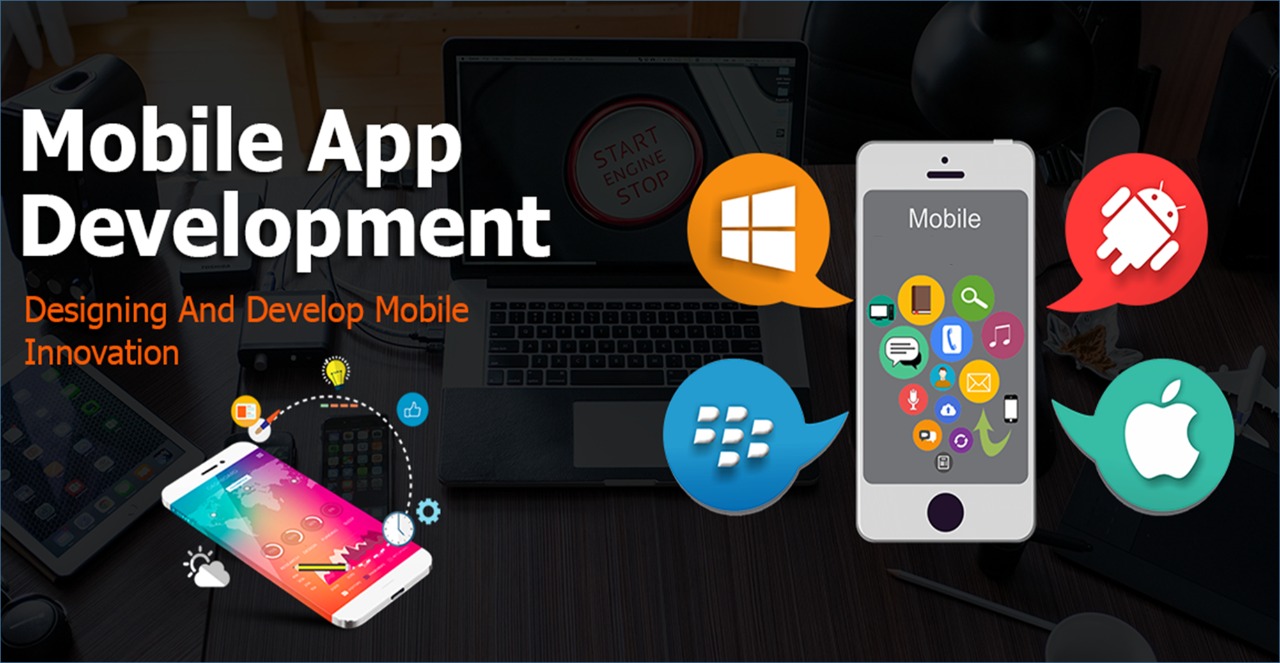 Mobile App
Development
Designing And Develop Mobile
Innovation
START
ENGINE
STOP
Mobile